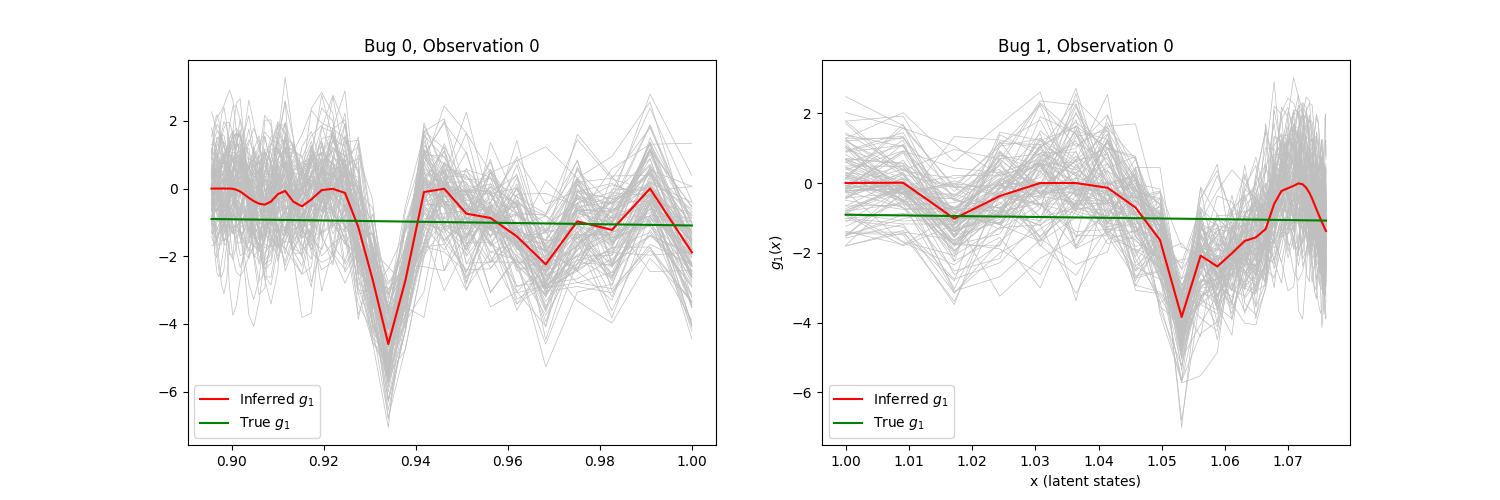 Bug 0, Observation 0
2
0
−2
−4
−6
Inferred g₁
True g₁
0.90 0.92 0.94 0.96 0.98 1.00
Bug 1, Observation 0
g₁(x)
2
0
−2
−4
−6
Inferred g₁
True g₁
1.00 1.01 1.02 1.03 1.04 1.05 1.06 1.07
x (latent states)